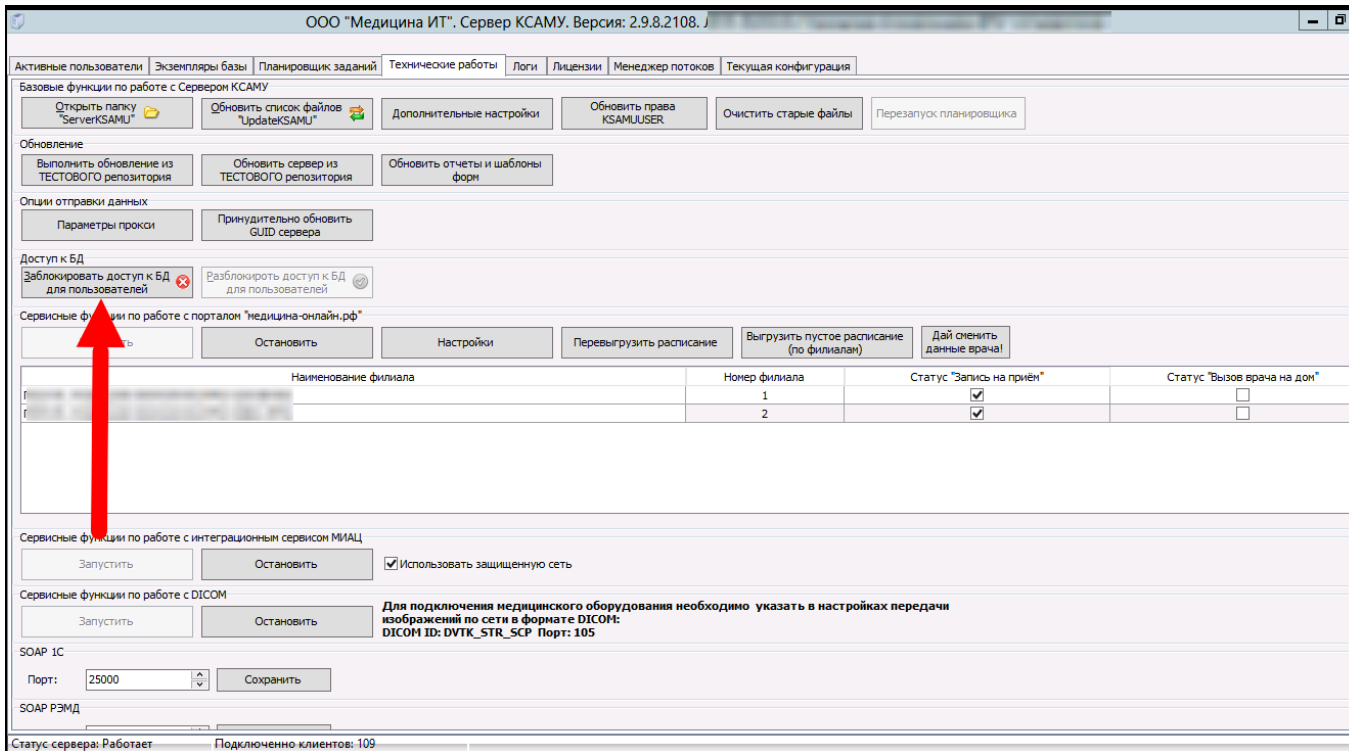 ООО "Медицина ИТ". Сервер КСАМУ. Версия: 2.9.8.2108.
Активные пользователи Экземпляры базы Планировщик заданий Технические работы Логи Лицензии Менеджер потоков Текущая конфигурация
Базовые функции по работе с Сервером КСАМУ
Открыть папку
"ServerKSAMU"
Обновить список файлов
"UpdateKSAMU"
Дополнительные настройки
Обновить права
KSAMUUSER
Очистить старые файлы
Перезапуск планировщика
Обновление
Выполнить обновление из
ТЕСТОВОГО репозитория
Обновить сервер из
ТЕСТОВОГО репозитория
Обновить отчеты и шаблоны
форм
Опции отправки данных
Параметры прокси
Принудительно обновить
GUID сервера
Доступ к БД
Заблокировать доступ к БД
для пользователей
Разблокироть доступ к БД
для пользователей
Сервисные функции по работе с порталом "медицина-онлайн.рф"
Остановить
Настройки
Перевыгрузить расписание
Выгрузить пустое расписание
(по филиалам)
Дай сменить
данные врача!
Наименование филиала Номер филиала Статус "Запись на приём" Статус "Вызов врача на дом"
1
2
Сервисные функции по работе с интеграционным сервисом МИАЦ
Запустить Остановить Использовать защищенную сеть
Сервисные функции по работе с DICOM
Запустить Остановить
Для подключения медицинского оборудования необходимо указать в настройках передачи
изображений по сети в формате DICOM:
DICOM ID: DVTK_STR_SCP Порт: 105
SOAP 1C
Порт: 25000 Сохранить
SOAP РЭМД
Статус сервера: Работает Подключенно клиентов: 109